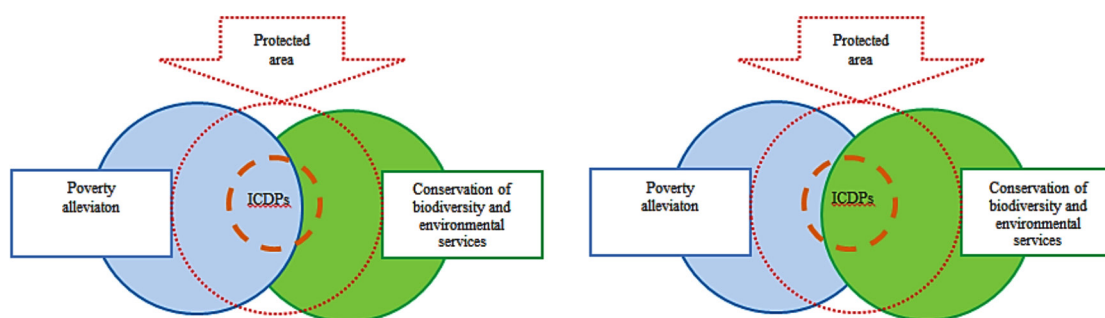 Protected
area
Poverty
alleviaton
ICDPs
Conservation of
biodiversity and
environmental
services
Protected
area
Poverty
alleviaton
ICDPs
Conservation of
biodiversity and
environmental
services